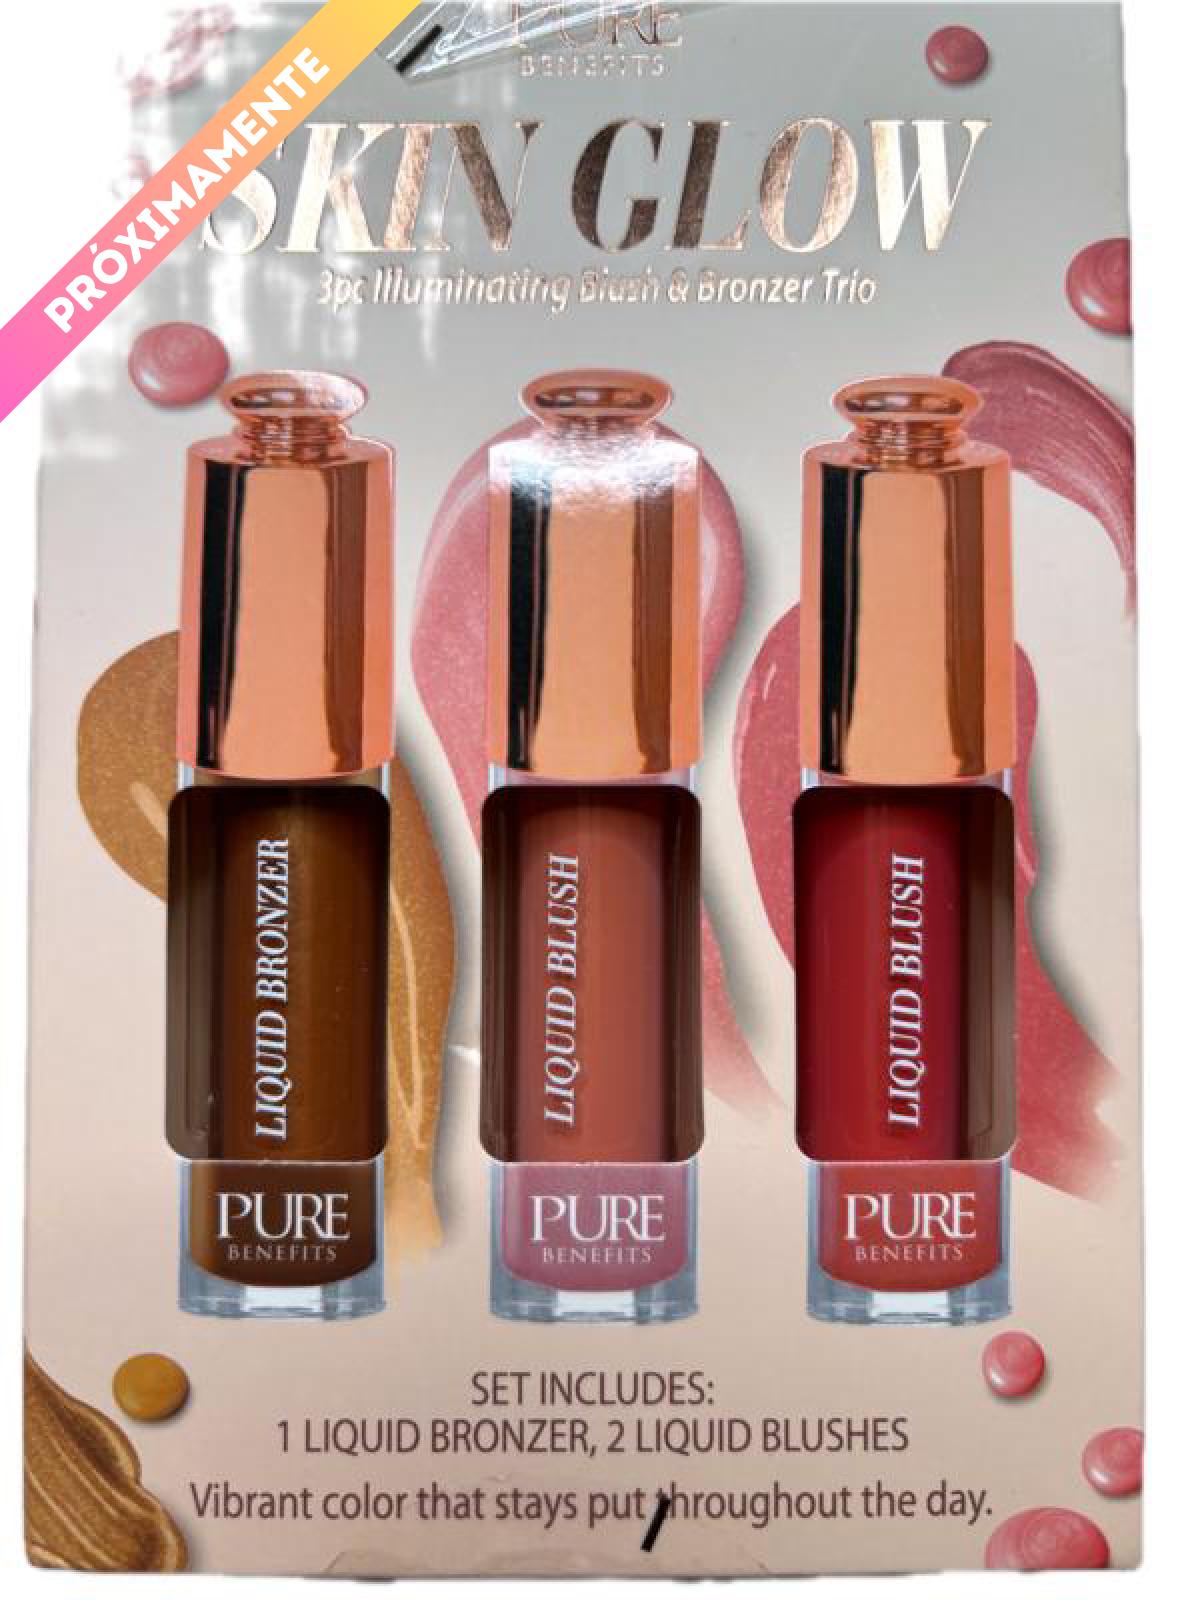 PURE
BENEFITS
PRÓXIMAMENTE
SKIN GLOW
3pc Illuminating Blush & Bronzer Trio
LIQUID BRONZER
LIQUID BLUSH
LIQUID BLUSH
PURE
BENEFITS
PURE
BENEFITS
PURE
BENEFITS
SET INCLUDES:
1 LIQUID BRONZER, 2 LIQUID BLUSHES
Vibrant color that stays put throughout the day.